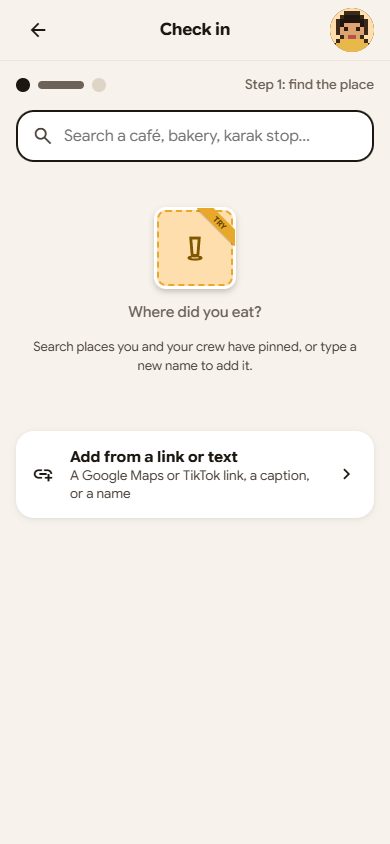 Check in
Step 1: find the place
Search a café, bakery, karak stop...
TRY
Where did you eat?
Search places you and your crew have pinned, or type a
new name to add it.
Add from a link or text
A Google Maps or TikTok link, a caption,
or a name